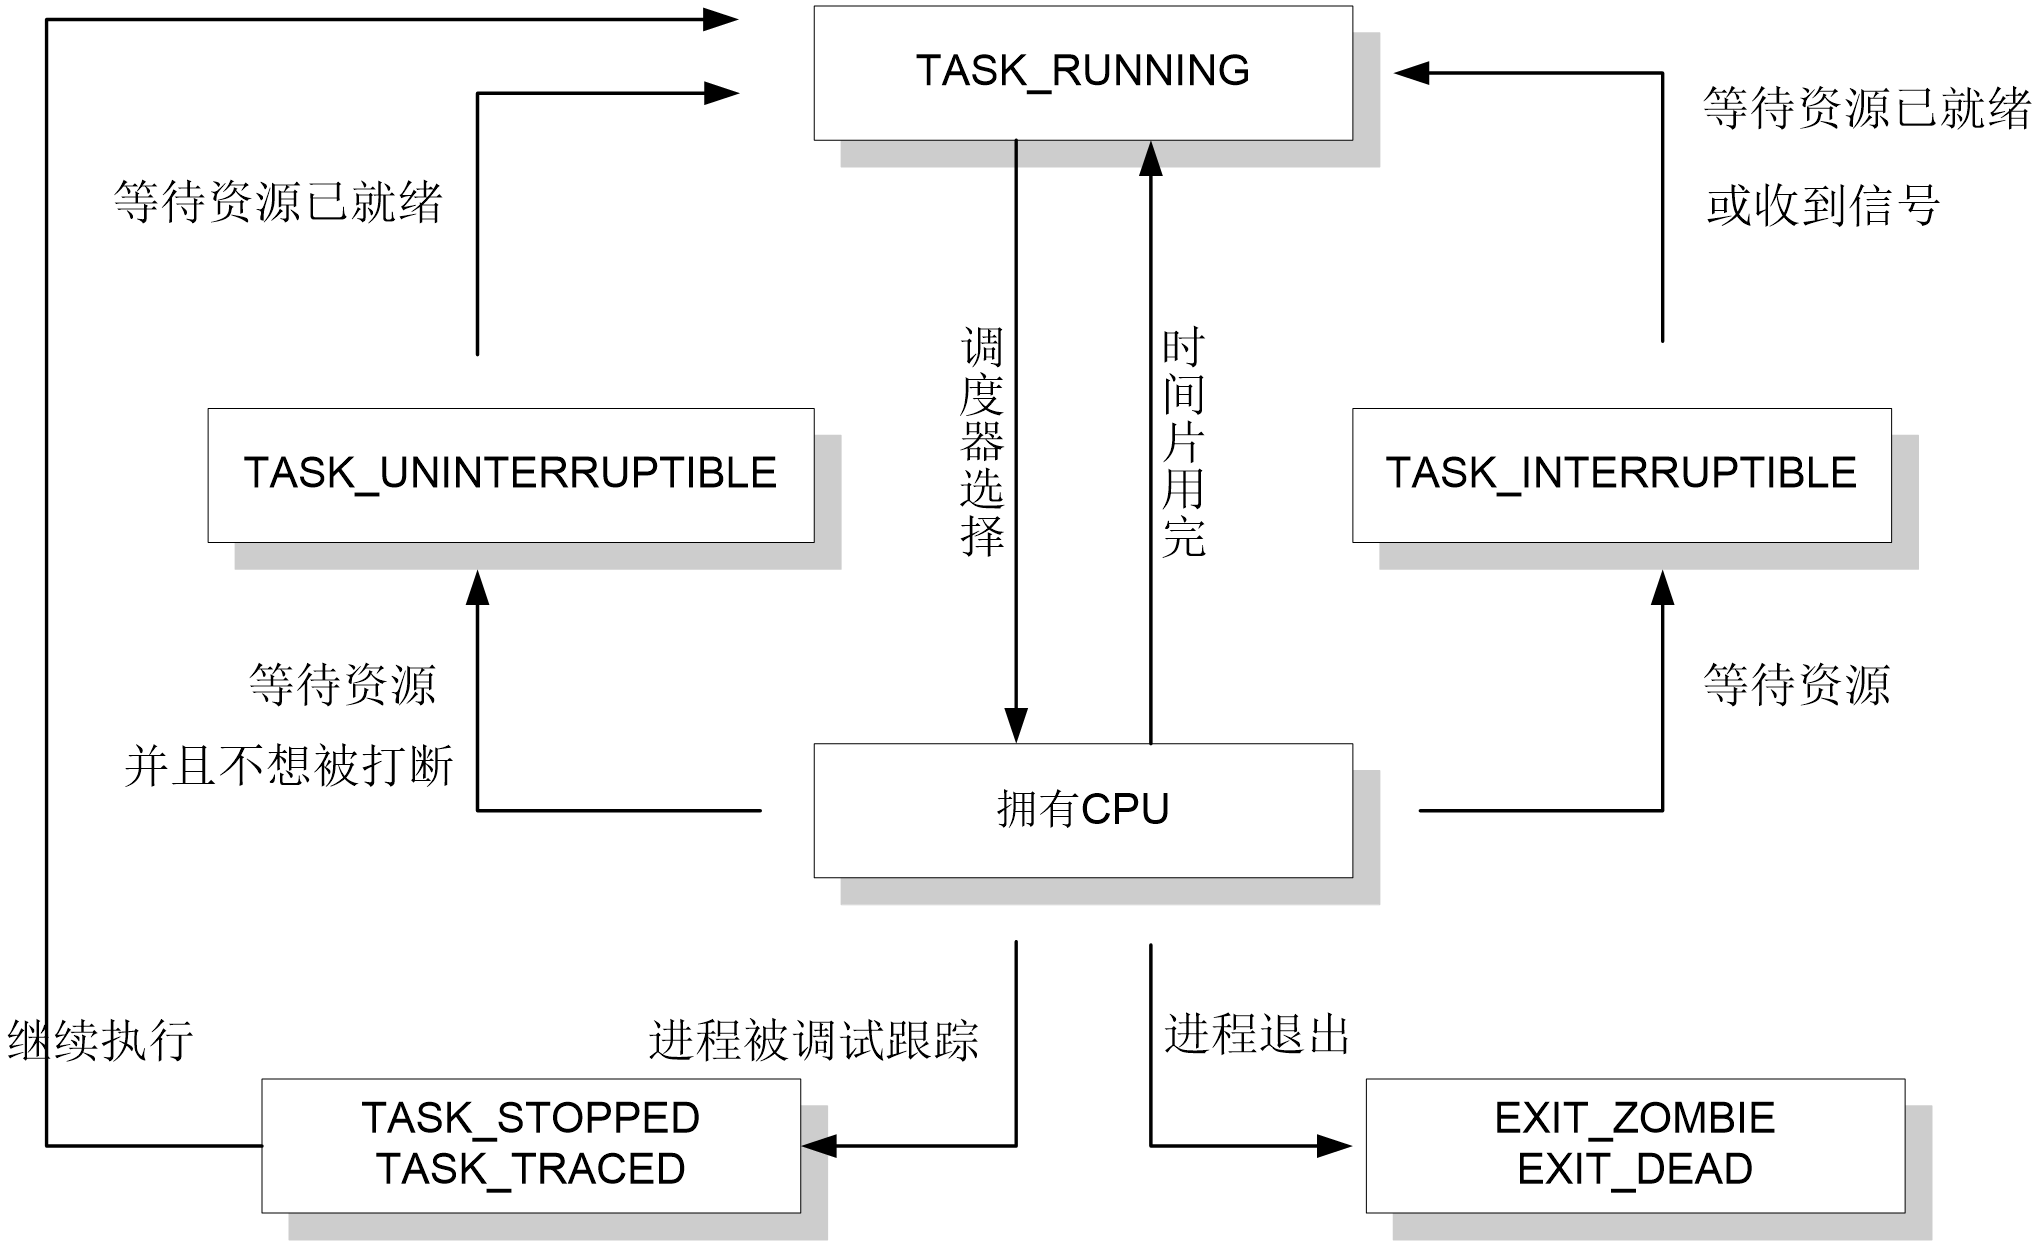 TASK_RUNNING
等待资源已就绪
或收到信号
等待资源已就绪
调度器选择
时间片用完
TASK_UNINTERRUPTIBLE
TASK_INTERRUPTIBLE
等待资源
并且不想被打断
等待资源
拥有CPU
继续执行
进程被调试跟踪
进程退出
TASK_STOPPED
TASK_TRACED
EXIT_ZOMBIE
EXIT_DEAD